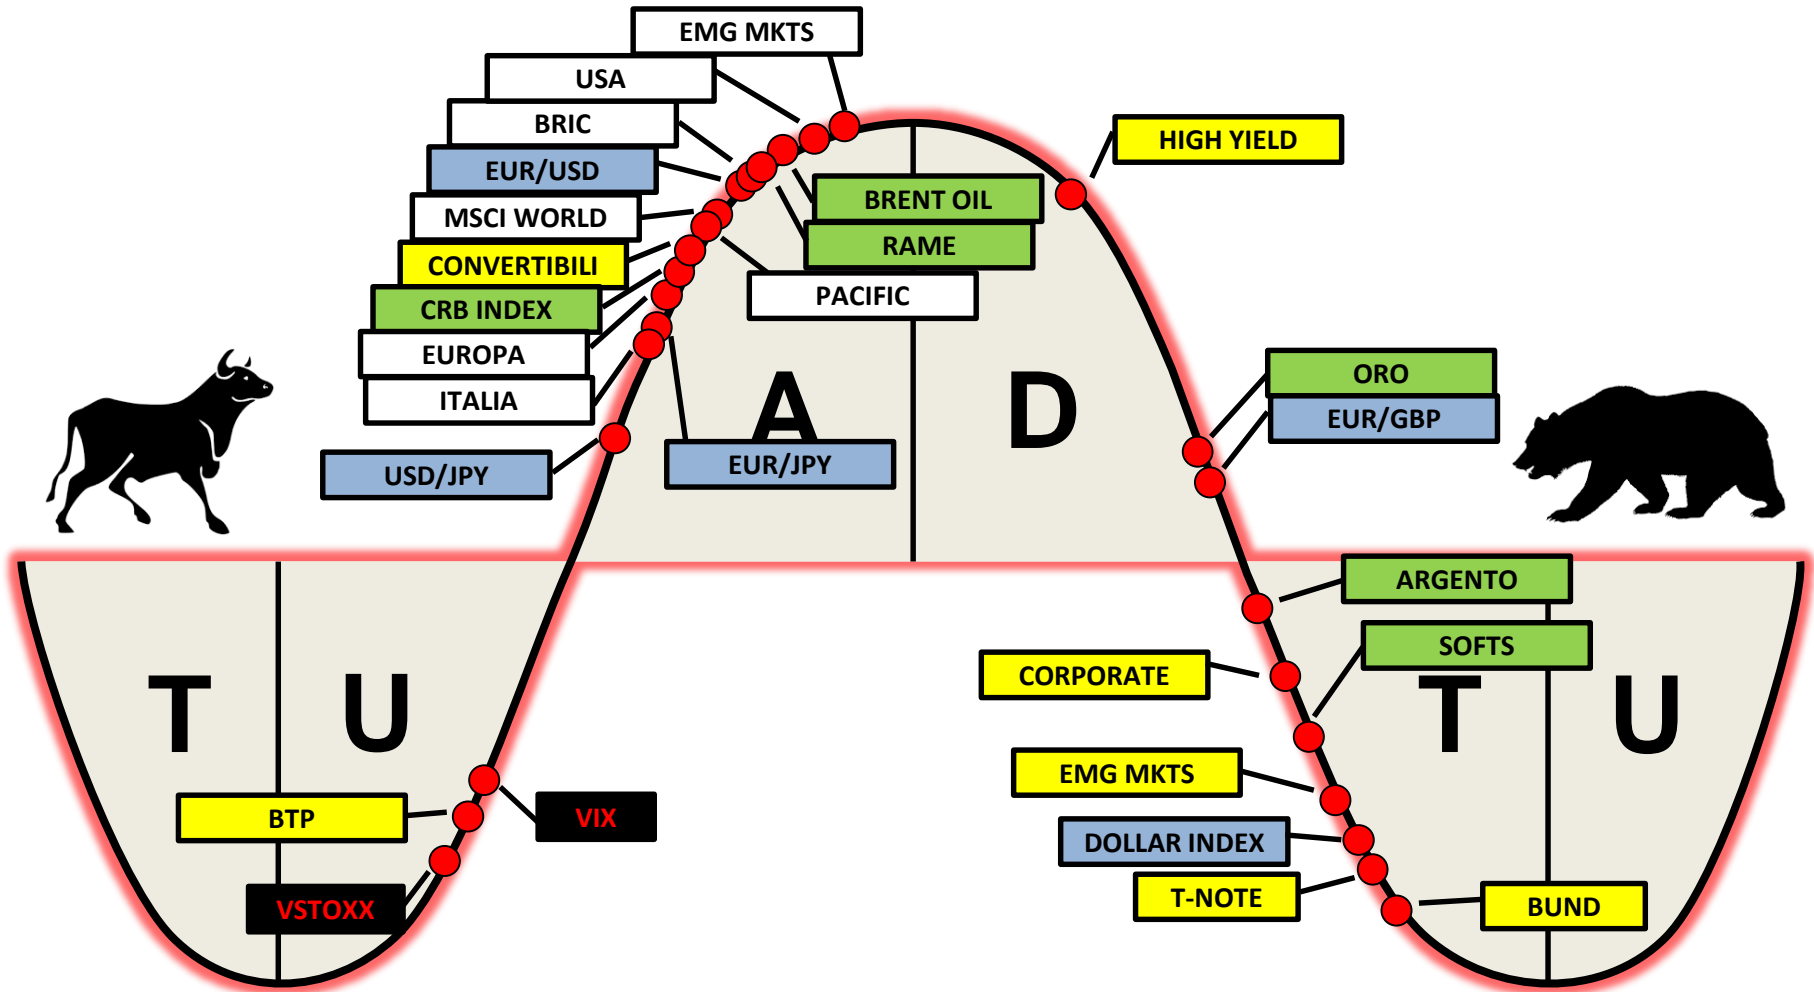 EMG MKTS
USA
BRIC
EUR/USD
MSCI WORLD
CONVERTIBILI
CRB INDEX
EUROPA
ITALIA
USD/JPY
HIGH YIELD
BRENT OIL
RAME
PACIFIC
A
D
EUR/JPY
ORO
EUR/GBP
ARGENTO
SOFTS
CORPORATE
T
U
T
U
EMG MKTS
BTP
VIX
DOLLAR INDEX
T-NOTE
VSTOXX
BUND